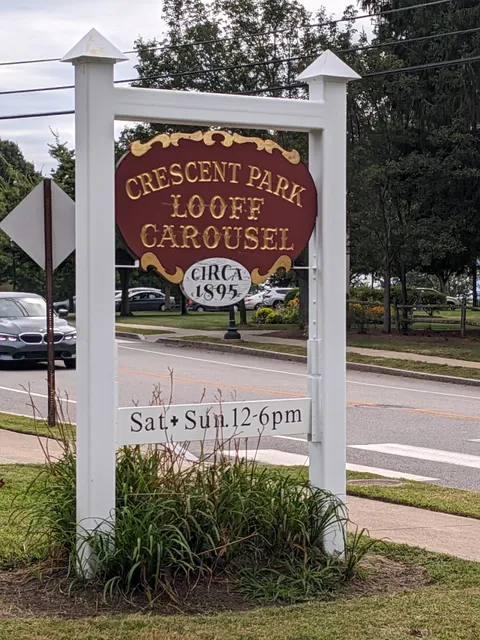 CRESCENT PARK
LOOFF
CAROUSEL
CIRCA
1895
Sat. + Sun. 12-6pm